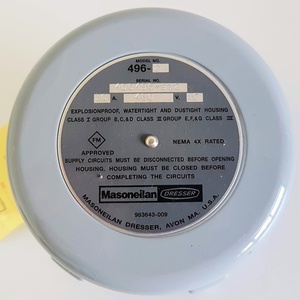 MODEL NO.
496-
SERIAL NO.
A. V.
EXPLOSIONPROOF, WATERTIGHT AND DUSTIGHT HOUSING
CLASS I GROUP B,C,& D CLASS II GROUP E,F,& G CLASS III
FM
APPROVED
NEMA 4X RATED
SUPPLY CIRCUITS MUST BE DISCONNECTED BEFORE OPENING
HOUSING. HOUSING MUST BE CLOSED BEFORE
COMPLETING THE CIRCUITS
Masoneilan DRESSER
963643-009
MASONEILAN DRESSER, AVON MA. U.S.A.